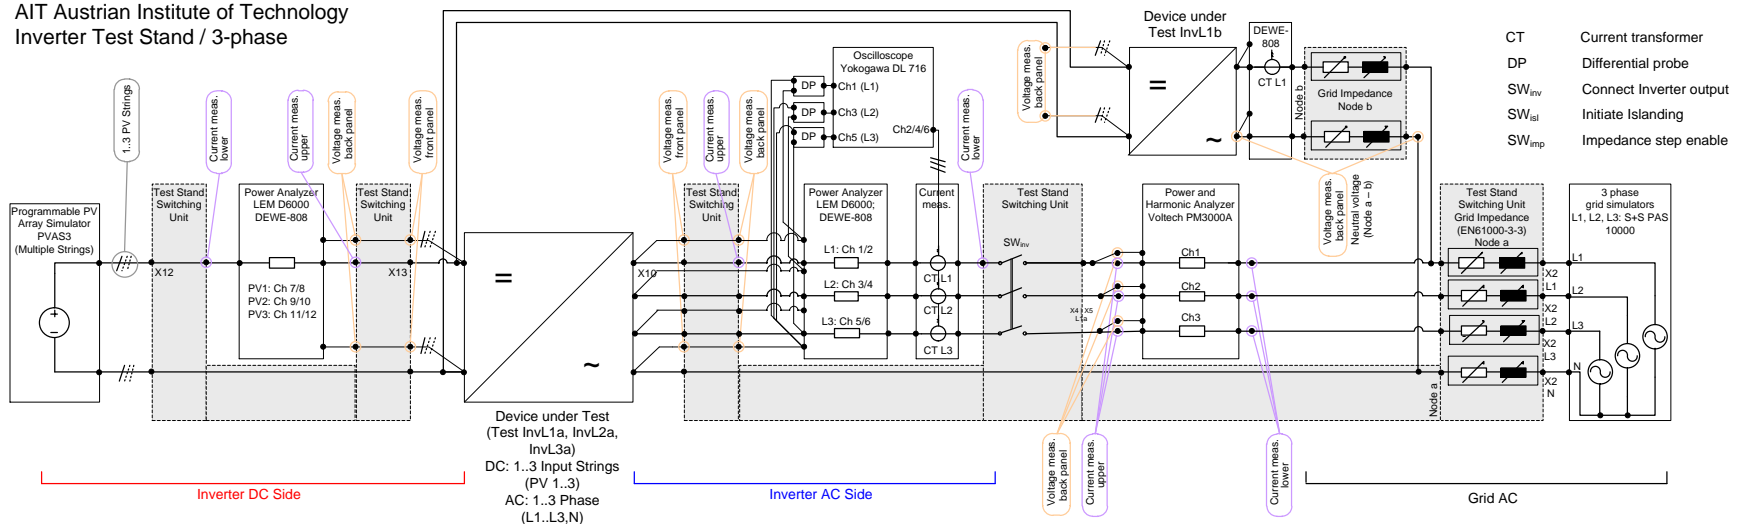 AIT Austrian Institute of Technology
Inverter Test Stand / 3-phase
1..3 PV Strings
Current meas.
lower
Current meas.
upper
Voltage meas.
back panel
Voltage meas.
front panel
Programmable PV
Array Simulator
PVAS3
(Multiple Strings)
Test Stand
Switching
Unit
X12
Power Analyzer
LEM D6000
DEWE-808
PV1: Ch 7/8
PV2: Ch 9/10
PV3: Ch 11/12
Test Stand
Switching
Unit
X13
=
~
Device under Test
(Test InvL1a, InvL2a,
InvL3a)
DC: 1..3 Input Strings
(PV 1..3)
AC: 1..3 Phase
(L1..L3,N)
X10
Voltage meas.
front panel
Current meas.
upper
Voltage meas.
back panel
Test Stand
Switching
Unit
Oscilloscope
Yokogawa DL 716
DP
Ch1 (L1)
DP
Ch3 (L2)
DP
Ch5 (L3)
Ch2/4/6
Power Analyzer
LEM D6000;
DEWE-808
L1: Ch 1/2
L2: Ch 3/4
L3: Ch 5/6
Current
meas.
CT L1
CT L2
CT L3
Current meas.
lower
Test Stand
Switching Unit
SWinv
X4
X5
L1a
Voltage meas.
back panel
Device under
Test InvL1b
=
~
DEWE-
808
CT L1
Node b
Grid Impedance
Node b
Power and
Harmonic Analyzer
Voltech PM3000A
Ch1
Ch2
Ch3
Voltage meas.
back panel
Current meas.
upper
Current meas.
lower
Voltage meas.
back panel
Neutral voltage
(Node a – b)
Node a
Test Stand
Switching Unit
Grid Impedance
(EN61000-3-3)
Node a
X2
L1
X2
L2
X2
L3
X2
N
3 phase
grid simulators
L1, L2, L3: S+S PAS
10000
L1
L2
L3
N
CT Current transformer
DP Differential probe
SWinv Connect Inverter output
SWisl Initiate Islanding
SWimp Impedance step enable
Inverter DC Side
Inverter AC Side
Grid AC